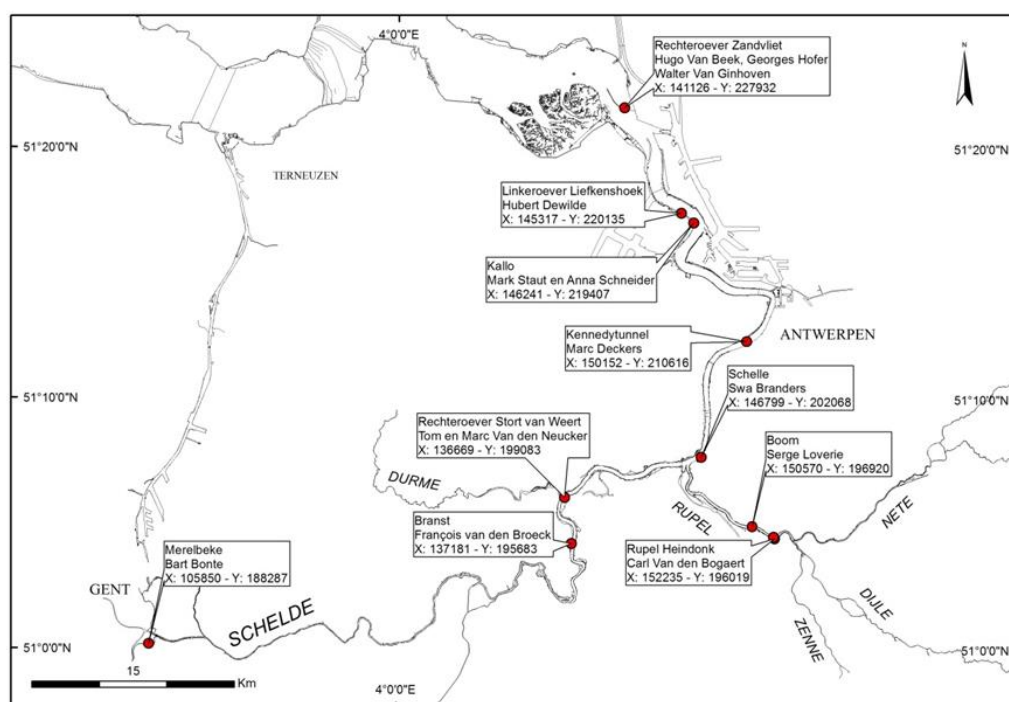 4°0'0"E
Rechteroever Zandvliet
Hugo Van Beek, Georges Hofer
Walter Van Ginhoven
X: 141126 - Y: 227932
N
51°20'0"N
51°20'0"N
TERNEUZEN
Linkeroever Liefkenshoek
Hubert Dewilde
X: 145317 - Y: 220135
Kallo
Mark Staut en Anna Schneider
X: 146241 - Y: 219407
Kennedytunnel
Marc Deckers
X: 150152 - Y: 210616
ANTWERPEN
Schelle
Swa Branders
X: 146799 - Y: 202068
51°10'0"N
51°10'0"N
Rechteroever Stort van Weert
Tom en Marc Van den Neucker
X: 136669 - Y: 199083
Boom
Serge Loverie
X: 150570 - Y: 196920
DURME
RUPEL
NETE
Branst
François van den Broeck
X: 137181 - Y: 195683
Rupel Heindonk
Carl Van den Bogaert
X: 152235 - Y: 196019
Merelbeke
Bart Bonte
X: 105850 - Y: 188287
GENT
SCHELDE
DIJLE
ZENNE
51°0'0"N
51°0'0"N
15
Km
4°0'0"E